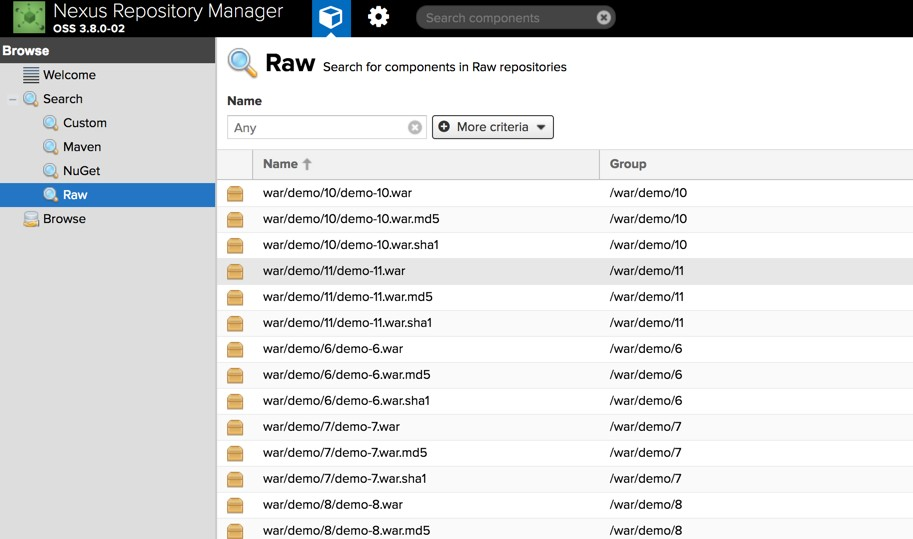 Nexus Repository Manager
OSS 3.8.0-02
Search components
Browse
Welcome
Search
Custom
Maven
NuGet
Raw
Browse
Raw Search for components in Raw repositories
Name
Any More criteria
Name Group
war/demo/10/demo-10.war /war/demo/10
war/demo/10/demo-10.war.md5 /war/demo/10
war/demo/10/demo-10.war.sha1 /war/demo/10
war/demo/11/demo-11.war /war/demo/11
war/demo/11/demo-11.war.md5 /war/demo/11
war/demo/11/demo-11.war.sha1 /war/demo/11
war/demo/6/demo-6.war /war/demo/6
war/demo/6/demo-6.war.md5 /war/demo/6
war/demo/6/demo-6.war.sha1 /war/demo/6
war/demo/7/demo-7.war /war/demo/7
war/demo/7/demo-7.war.md5 /war/demo/7
war/demo/7/demo-7.war.sha1 /war/demo/7
war/demo/8/demo-8.war /war/demo/8
war/demo/8/demo-8.war.md5 /war/demo/8